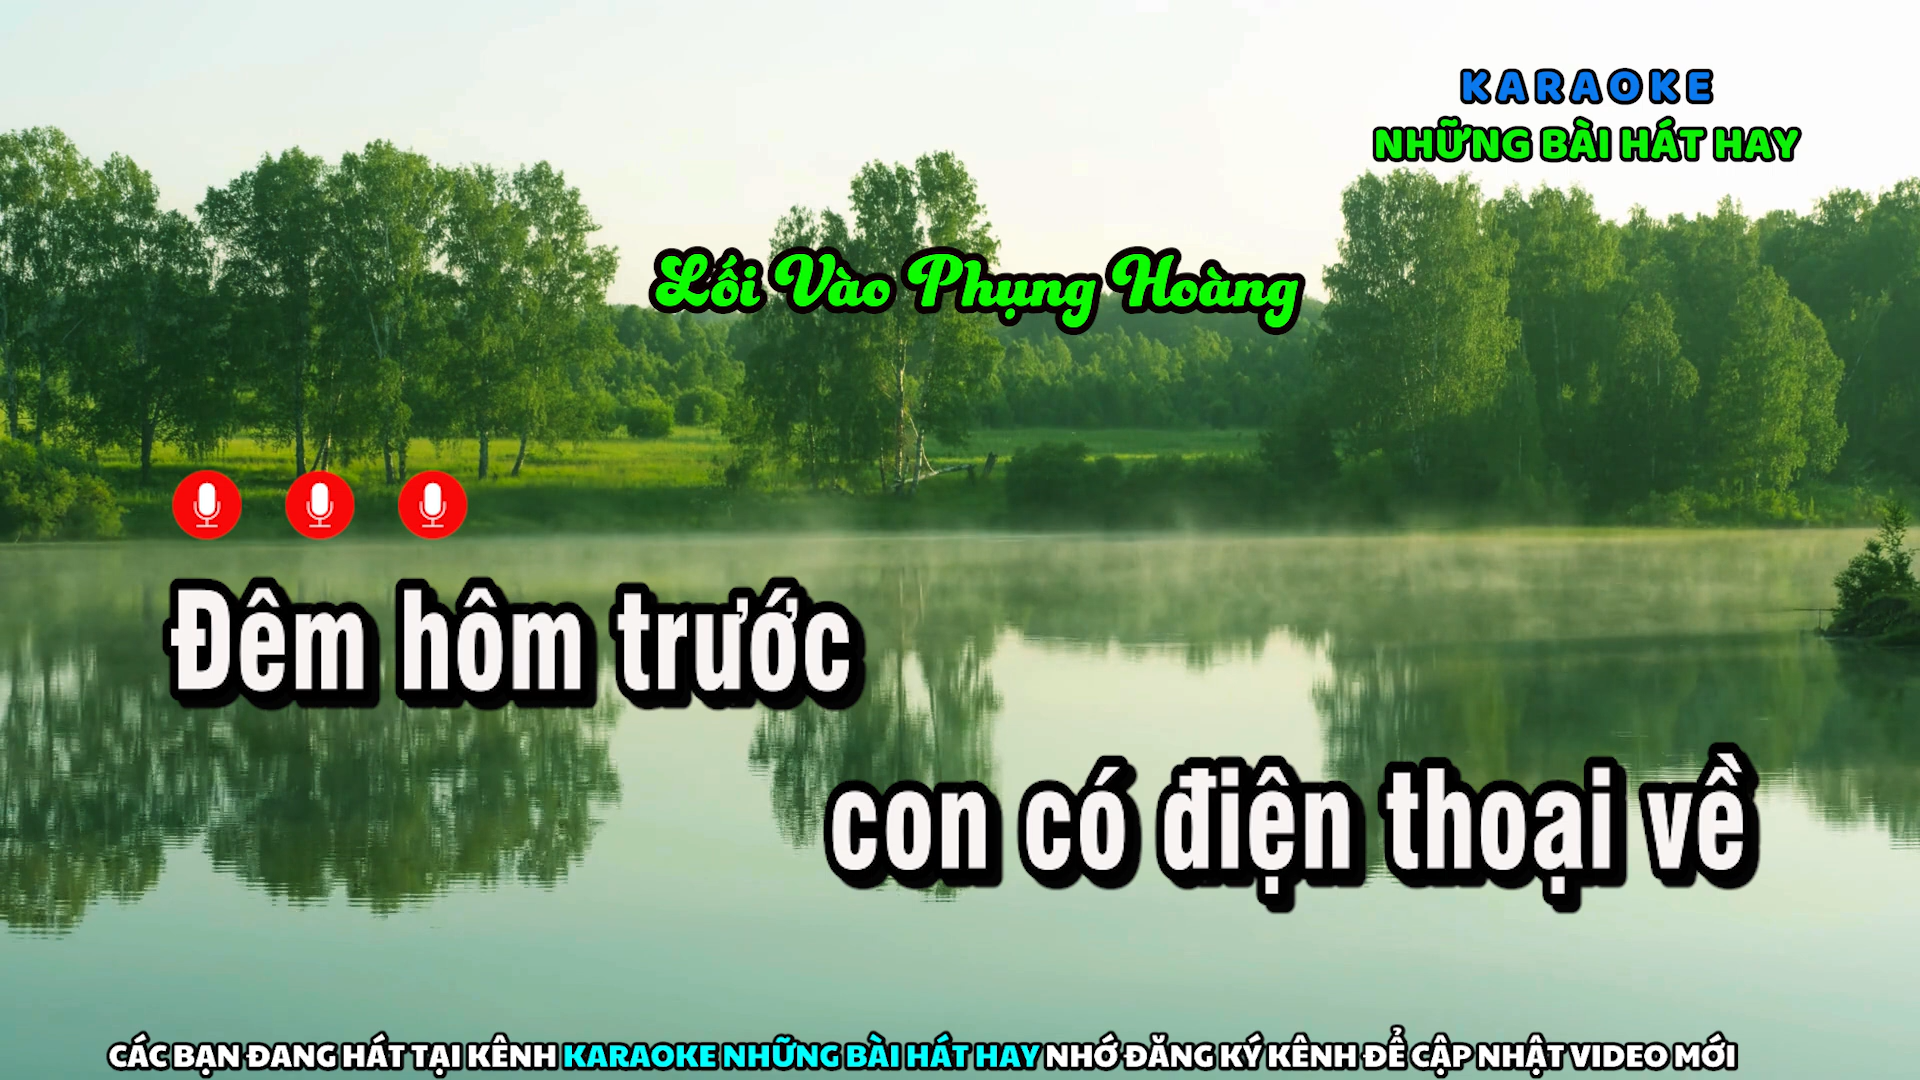 KARAOKE
NHỮNG BÀI HÁT HAY
Lối Vào Phụng Hoàng
Đêm hôm trước
con có điện thoại về
CÁC BẠN ĐANG HÁT TẠI KÊNH KARAOKE NHỮNG BÀI HÁT HAY NHỚ ĐĂNG KÝ KÊNH ĐỂ CẬP NHẬT VIDEO MỚI